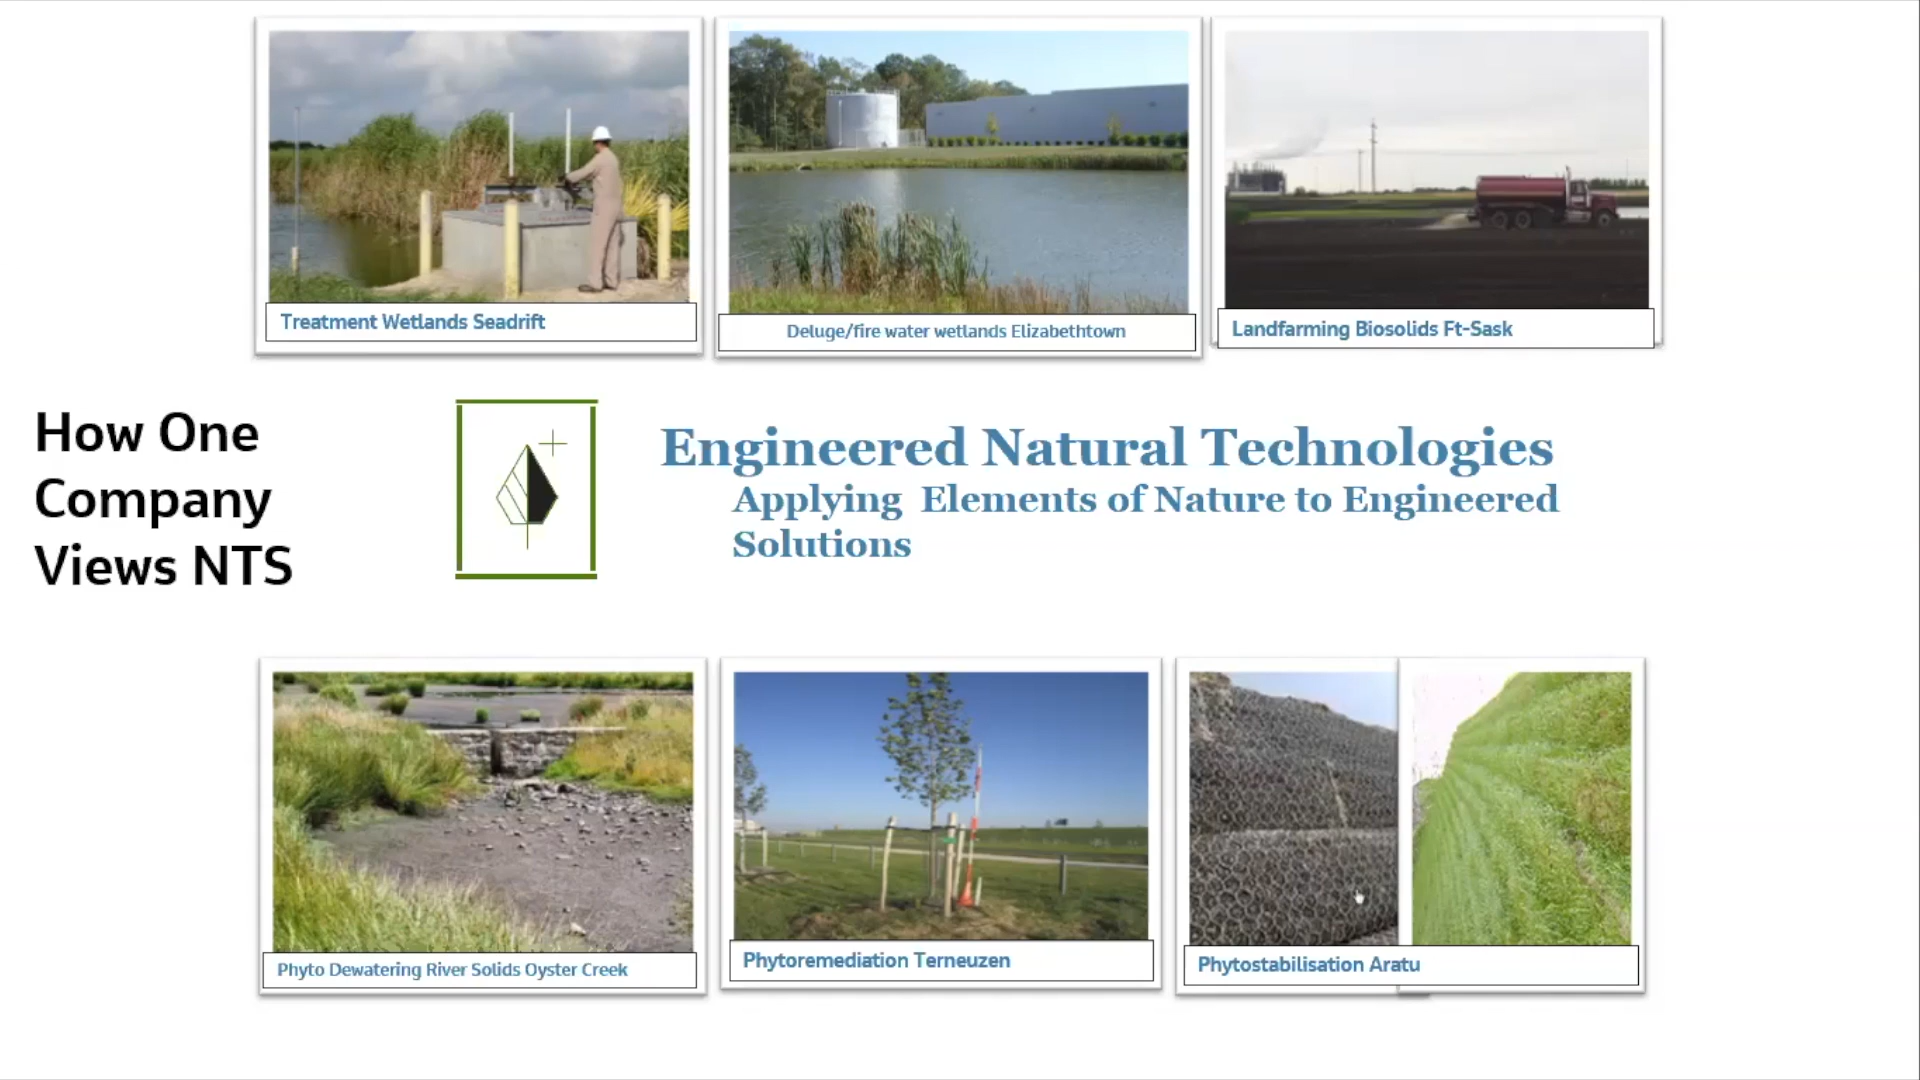 Treatment Wetlands Seadrift
Deluge/fire water wetlands Elizabethtown
Landfarming Biosolids Ft-Sask
How One
Company
Views NTS
Engineered Natural Technologies
Applying Elements of Nature to Engineered
Solutions
Phyto Dewatering River Solids Oyster Creek
Phytoremediation Terneuzen
Phytostabilisation Aratu